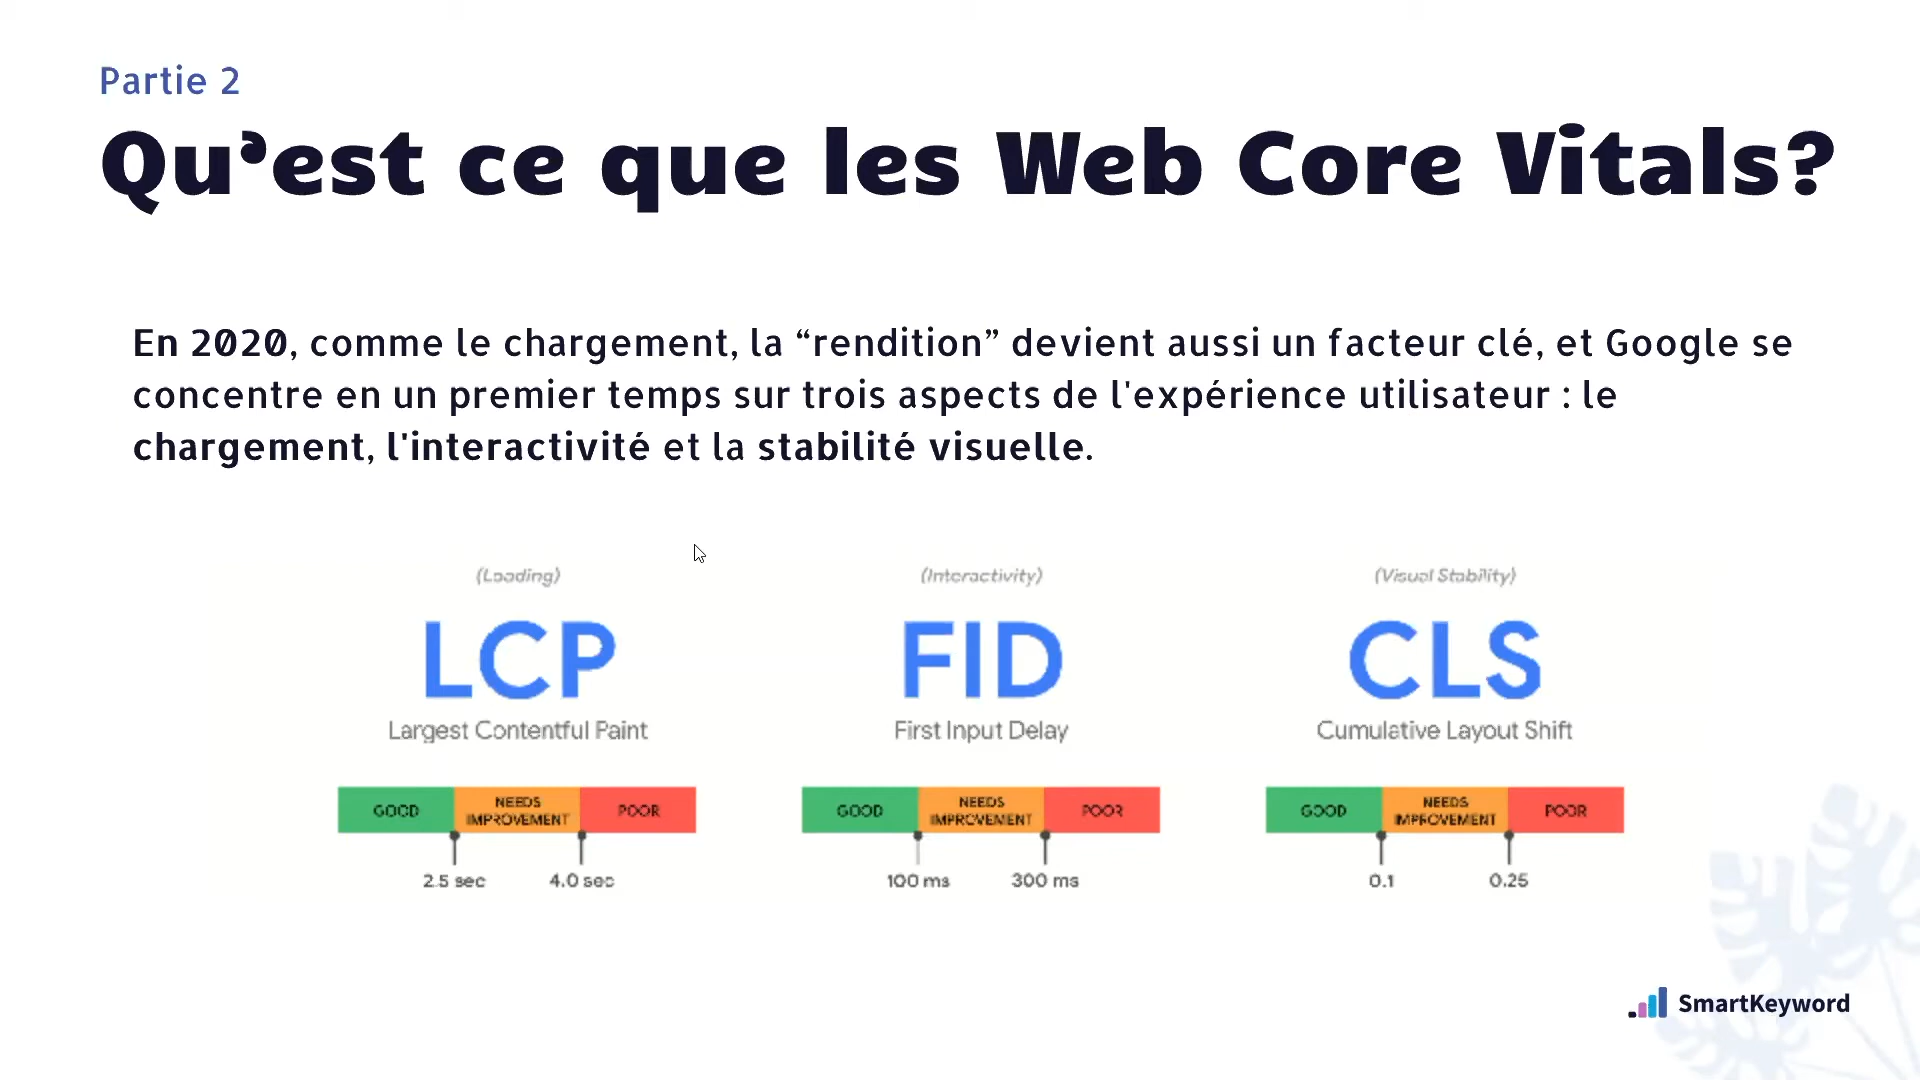 Partie 2
Qu’est ce que les Web Core Vitals?
En 2020, comme le chargement, la “rendition” devient aussi un facteur clé, et Google se
concentre en un premier temps sur trois aspects de l'expérience utilisateur : le
chargement, l'interactivité et la stabilité visuelle.
(Loading)
LCP
Largest Contentful Paint
GOOD
NEEDS
IMPROVEMENT
POOR
2.5 sec
4.0 sec
(Interactivity)
FID
First Input Delay
GOOD
NEEDS
IMPROVEMENT
POOR
100 ms
300 ms
(Visual Stability)
CLS
Cumulative Layout Shift
GOOD
NEEDS
IMPROVEMENT
POOR
0.1
0.25
SmartKeyword